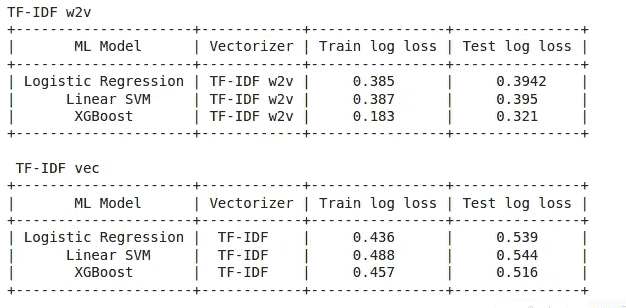 TF-IDF w2v
+---------------------+------------+----------------+---------------+
|       ML Model      | Vectorizer | Train log loss | Test log loss |
+---------------------+------------+----------------+---------------+
| Logistic Regression | TF-IDF w2v |     0.385      |     0.3942    |
|      Linear SVM     | TF-IDF w2v |     0.387      |     0.395     |
|       XGBoost       | TF-IDF w2v |     0.183      |     0.321     |
+---------------------+------------+----------------+---------------+
TF-IDF vec
+---------------------+------------+----------------+---------------+
|       ML Model      | Vectorizer | Train log loss | Test log loss |
+---------------------+------------+----------------+---------------+
| Logistic Regression |   TF-IDF   |     0.436      |     0.539     |
|      Linear SVM     |   TF-IDF   |     0.488      |     0.544     |
|       XGBoost       |   TF-IDF   |     0.457      |     0.516     |
+---------------------+------------+----------------+---------------+